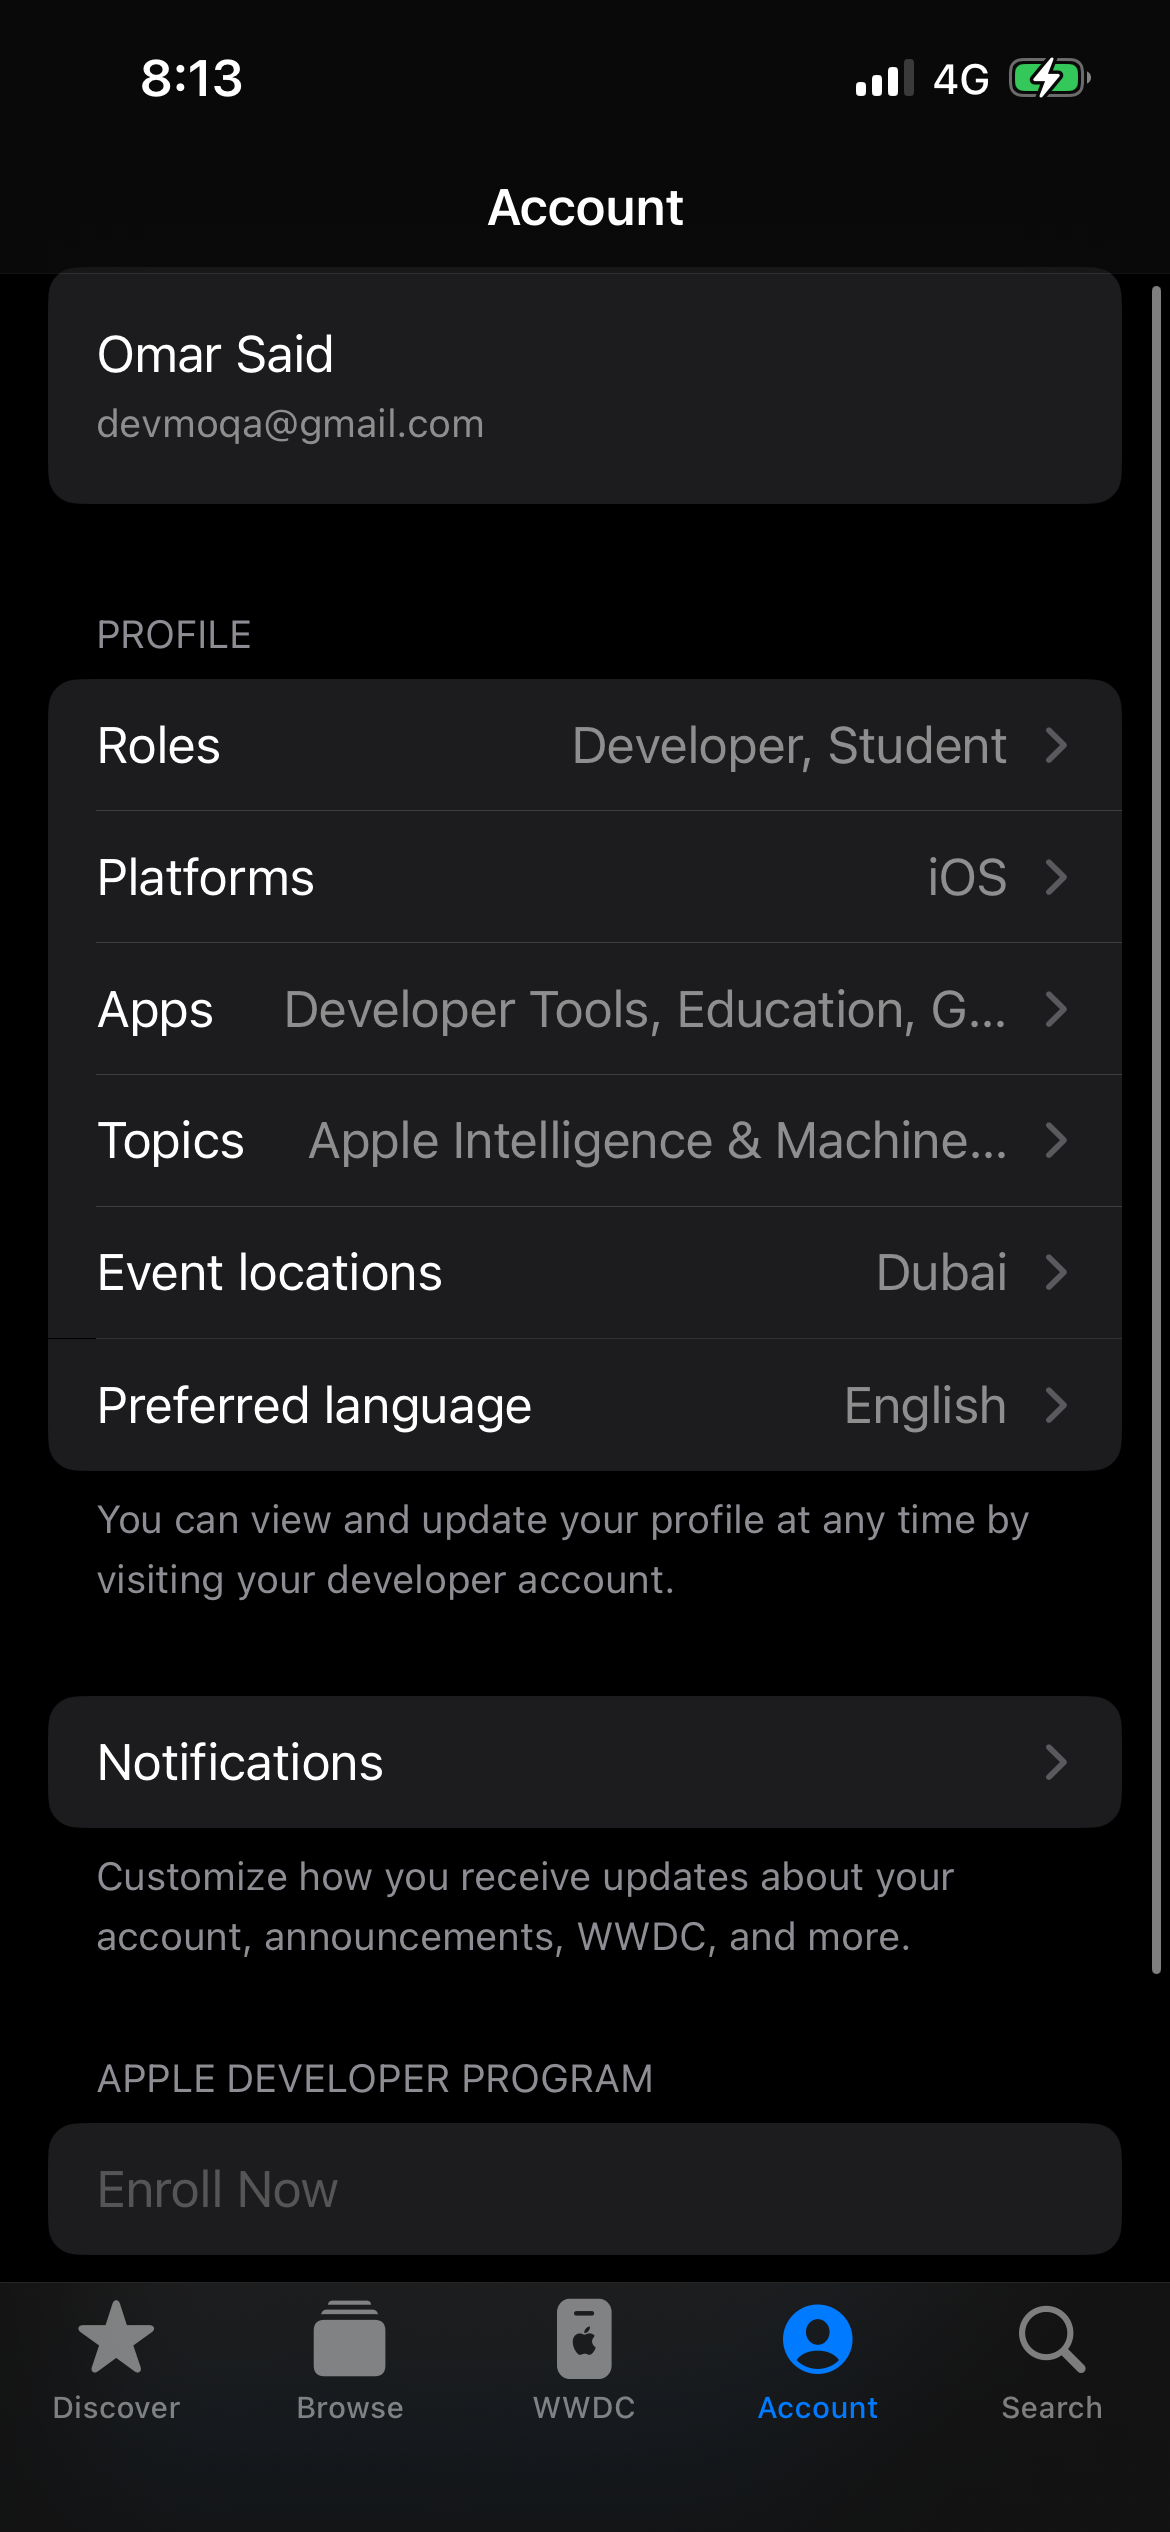 8:13
4G
Account
Omar Said
devmoqa@gmail.com
PROFILE
Roles Developer, Student
Platforms iOS
Apps Developer Tools, Education, G...
Topics Apple Intelligence & Machine...
Event locations Dubai
Preferred language English
You can view and update your profile at any time by
visiting your developer account.
Notifications
Customize how you receive updates about your
account, announcements, WWDC, and more.
APPLE DEVELOPER PROGRAM
Enroll Now
Discover Browse WWDC Account Search